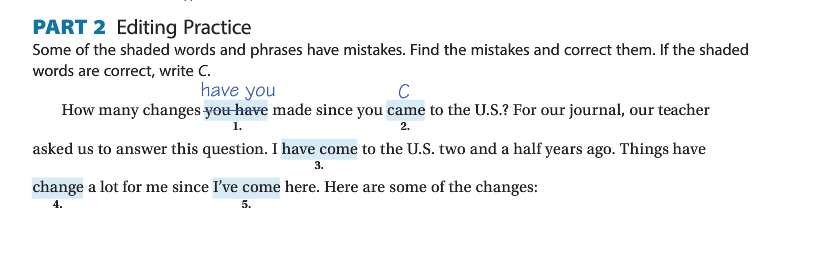 PART 2 Editing Practice
Some of the shaded words and phrases have mistakes. Find the mistakes and correct them. If the shaded
words are correct, write C.
have you C
How many changes you have made since you came to the U.S.? For our journal, our teacher
1. 2.
asked us to answer this question. I have come to the U.S. two and a half years ago. Things have
3.
change a lot for me since I've come here. Here are some of the changes:
4. 5.